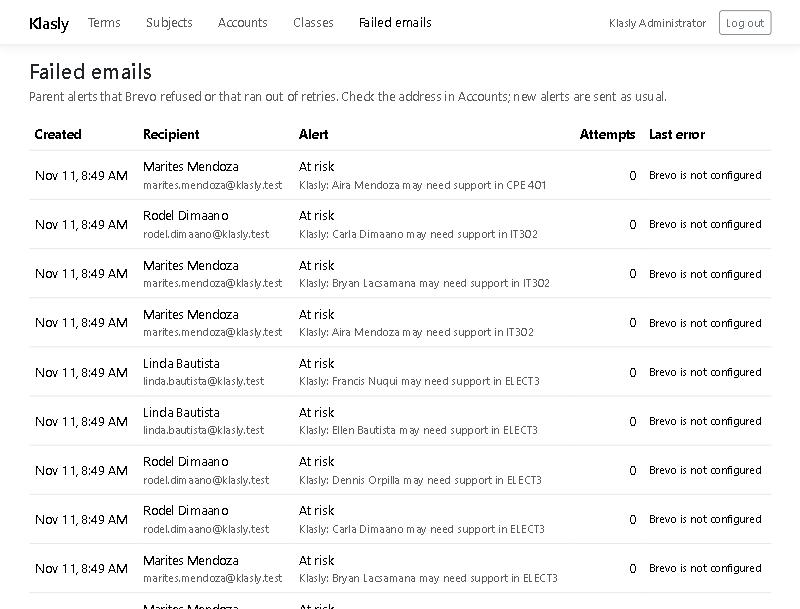 Klasly Terms Subjects Accounts Classes Failed emails Klasly Administrator Log out
Failed emails
Parent alerts that Brevo refused or that ran out of retries. Check the address in Accounts; new alerts are sent as usual.
Created Recipient Alert Attempts Last error
Nov 11, 8:49 AM Marites Mendoza At risk 0 Brevo is not configured
marites.mendoza@klasly.test Klasly: Aira Mendoza may need support in CPE 401
Nov 11, 8:49 AM Rodel Dimaano At risk 0 Brevo is not configured
rodel.dimaano@klasly.test Klasly: Carla Dimaano may need support in IT302
Nov 11, 8:49 AM Marites Mendoza At risk 0 Brevo is not configured
marites.mendoza@klasly.test Klasly: Bryan Lacsamana may need support in IT302
Nov 11, 8:49 AM Marites Mendoza At risk 0 Brevo is not configured
marites.mendoza@klasly.test Klasly: Aira Mendoza may need support in IT302
Nov 11, 8:49 AM Linda Bautista At risk 0 Brevo is not configured
linda.bautista@klasly.test Klasly: Francis Nuqui may need support in ELECT3
Nov 11, 8:49 AM Linda Bautista At risk 0 Brevo is not configured
linda.bautista@klasly.test Klasly: Ellen Bautista may need support in ELECT3
Nov 11, 8:49 AM Rodel Dimaano At risk 0 Brevo is not configured
rodel.dimaano@klasly.test Klasly: Dennis Orpilla may need support in ELECT3
Nov 11, 8:49 AM Rodel Dimaano At risk 0 Brevo is not configured
rodel.dimaano@klasly.test Klasly: Carla Dimaano may need support in ELECT3
Nov 11, 8:49 AM Marites Mendoza At risk 0 Brevo is not configured
marites.mendoza@klasly.test Klasly: Bryan Lacsamana may need support in ELECT3
Marites Mendoza At risk